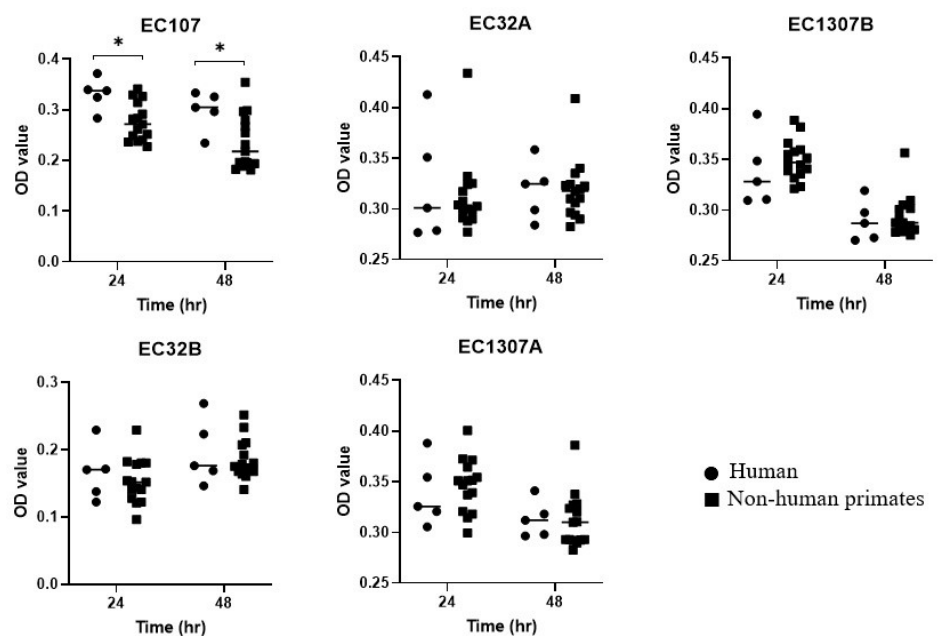 EC107
*
*
0.4
0.3
0.2
0.1
0.0
OD value
24
48
Time (hr)
EC32A
0.45
0.40
0.35
0.30
0.25
OD value
24
48
Time (hr)
EC1307B
0.45
0.40
0.35
0.30
0.25
OD value
24
48
Time (hr)
EC32B
0.3
0.2
0.1
0.0
OD value
24
48
Time (hr)
EC1307A
0.45
0.40
0.35
0.30
0.25
OD value
24
48
Time (hr)
Human
Non-human primates